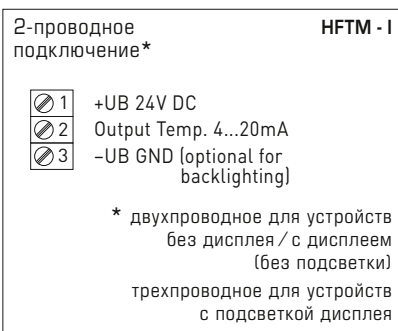 2-проводное HFTM - I
подключение*
1 +UB 24V DC
2 Output Temp. 4...20mA
3 –UB GND (optional for
backlighting)
* двухпроводное для устройств
без дисплея / с дисплеем
(без подсветки)
трехпроводное для устройств
с подсветкой дисплея